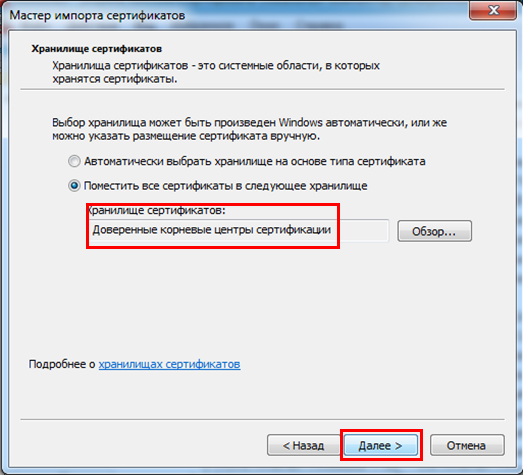 Мастер импорта сертификатов
Хранилище сертификатов
Хранилища сертификатов - это системные области, в которых
хранятся сертификаты.
Выбор хранилища может быть произведен Windows автоматически, или же
можно указать размещение сертификата вручную.
Автоматически выбрать хранилище на основе типа сертификата
Поместить все сертификаты в следующее хранилище
Хранилище сертификатов:
Доверенные корневые центры сертификации
Обзор...
Подробнее о хранилищах сертификатов
< Назад
Далее >
Отмена